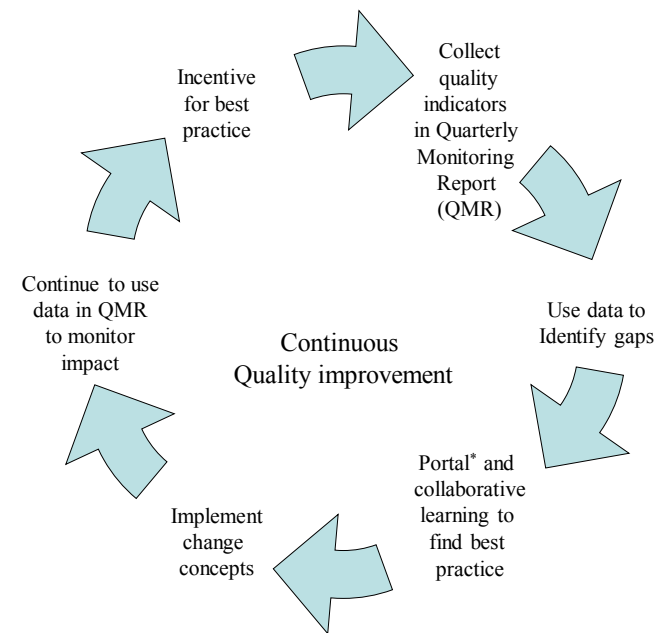 Incentive
for best
practice
Collect
quality
indicators
in Quarterly
Monitoring
Report
(QMR)
Use data to
Identify gaps
Portal* and
collaborative
learning to
find best
practice
Implement
change
concepts
Continue to use
data in QMR
to monitor
impact
Continuous
Quality improvement